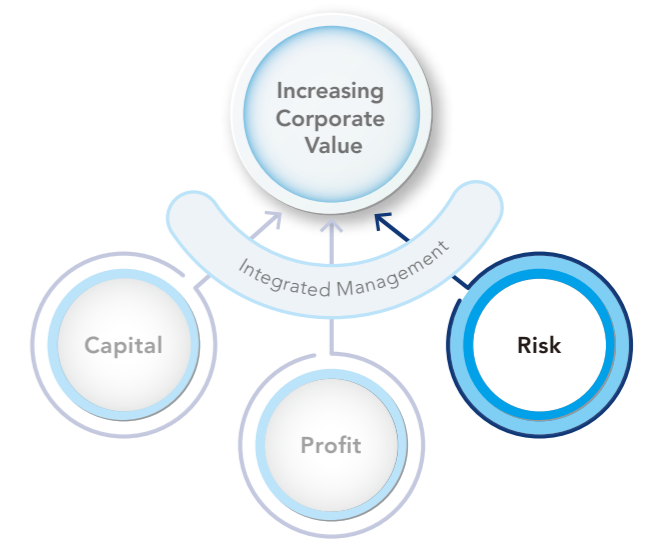 Increasing
Corporate
Value
Integrated Management
Capital
Risk
Profit